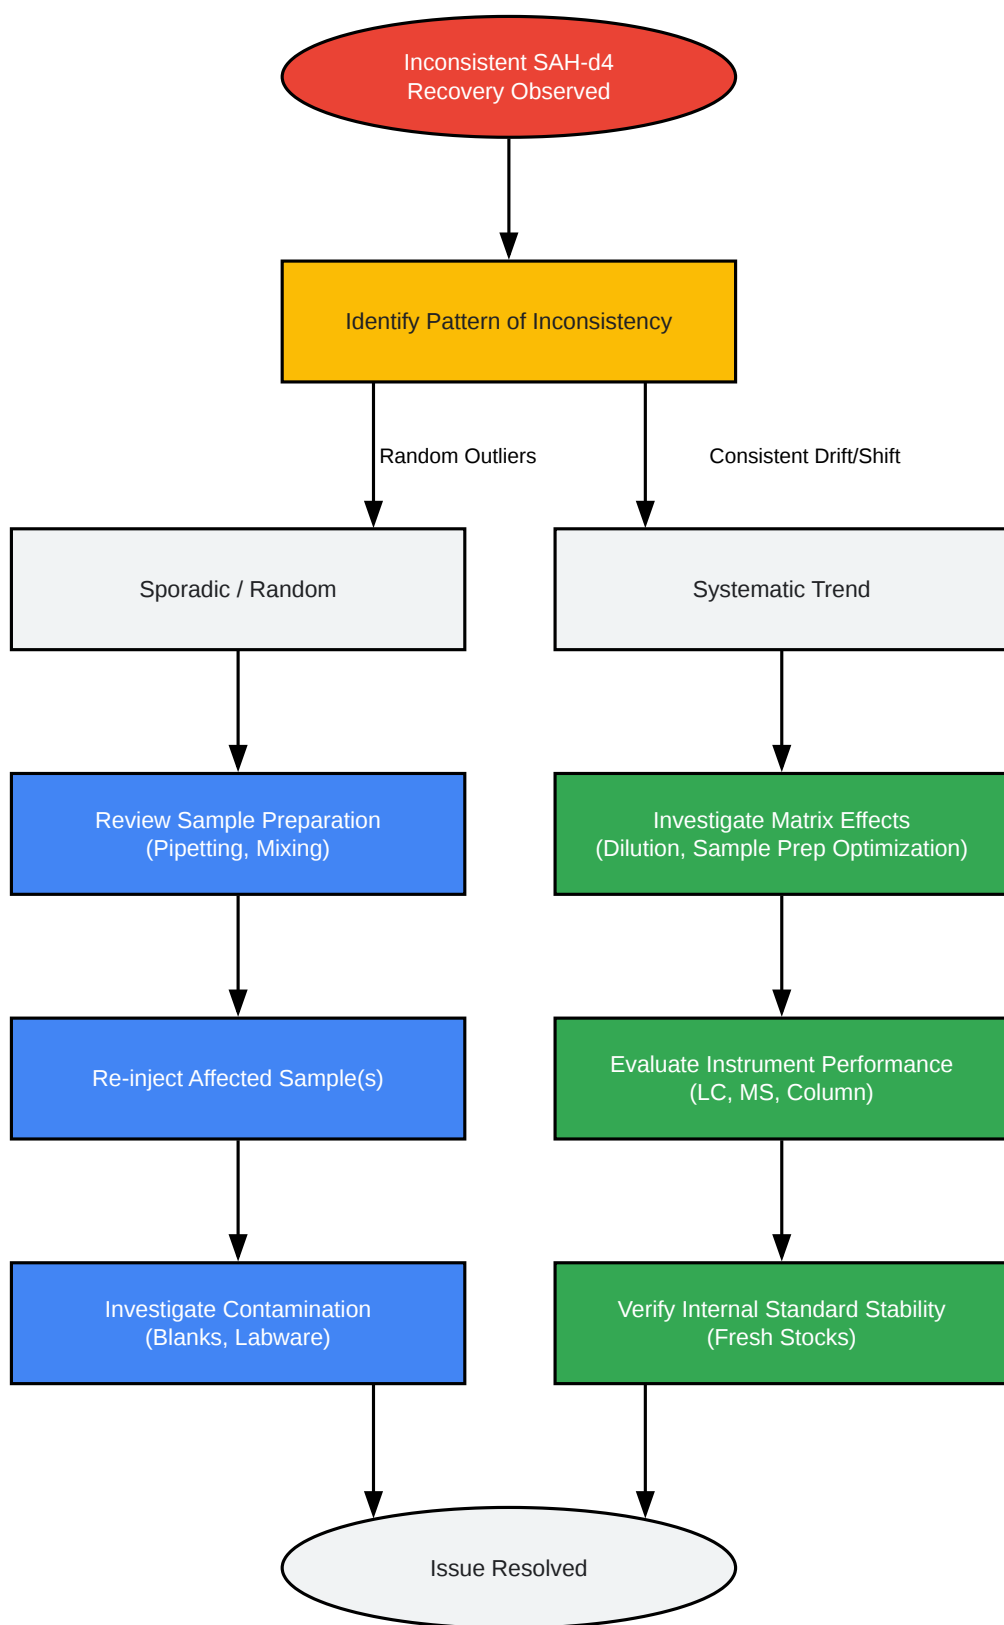 Inconsistent SAH-d4
Recovery Observed
Identify Pattern of Inconsistency
Random Outliers
Consistent Drift/Shift
Sporadic / Random
Systematic Trend
Review Sample Preparation
(Pipetting, Mixing)
Investigate Matrix Effects
(Dilution, Sample Prep Optimization)
Re-inject Affected Sample(s)
Evaluate Instrument Performance
(LC, MS, Column)
Investigate Contamination
(Blanks, Labware)
Verify Internal Standard Stability
(Fresh Stocks)
Issue Resolved